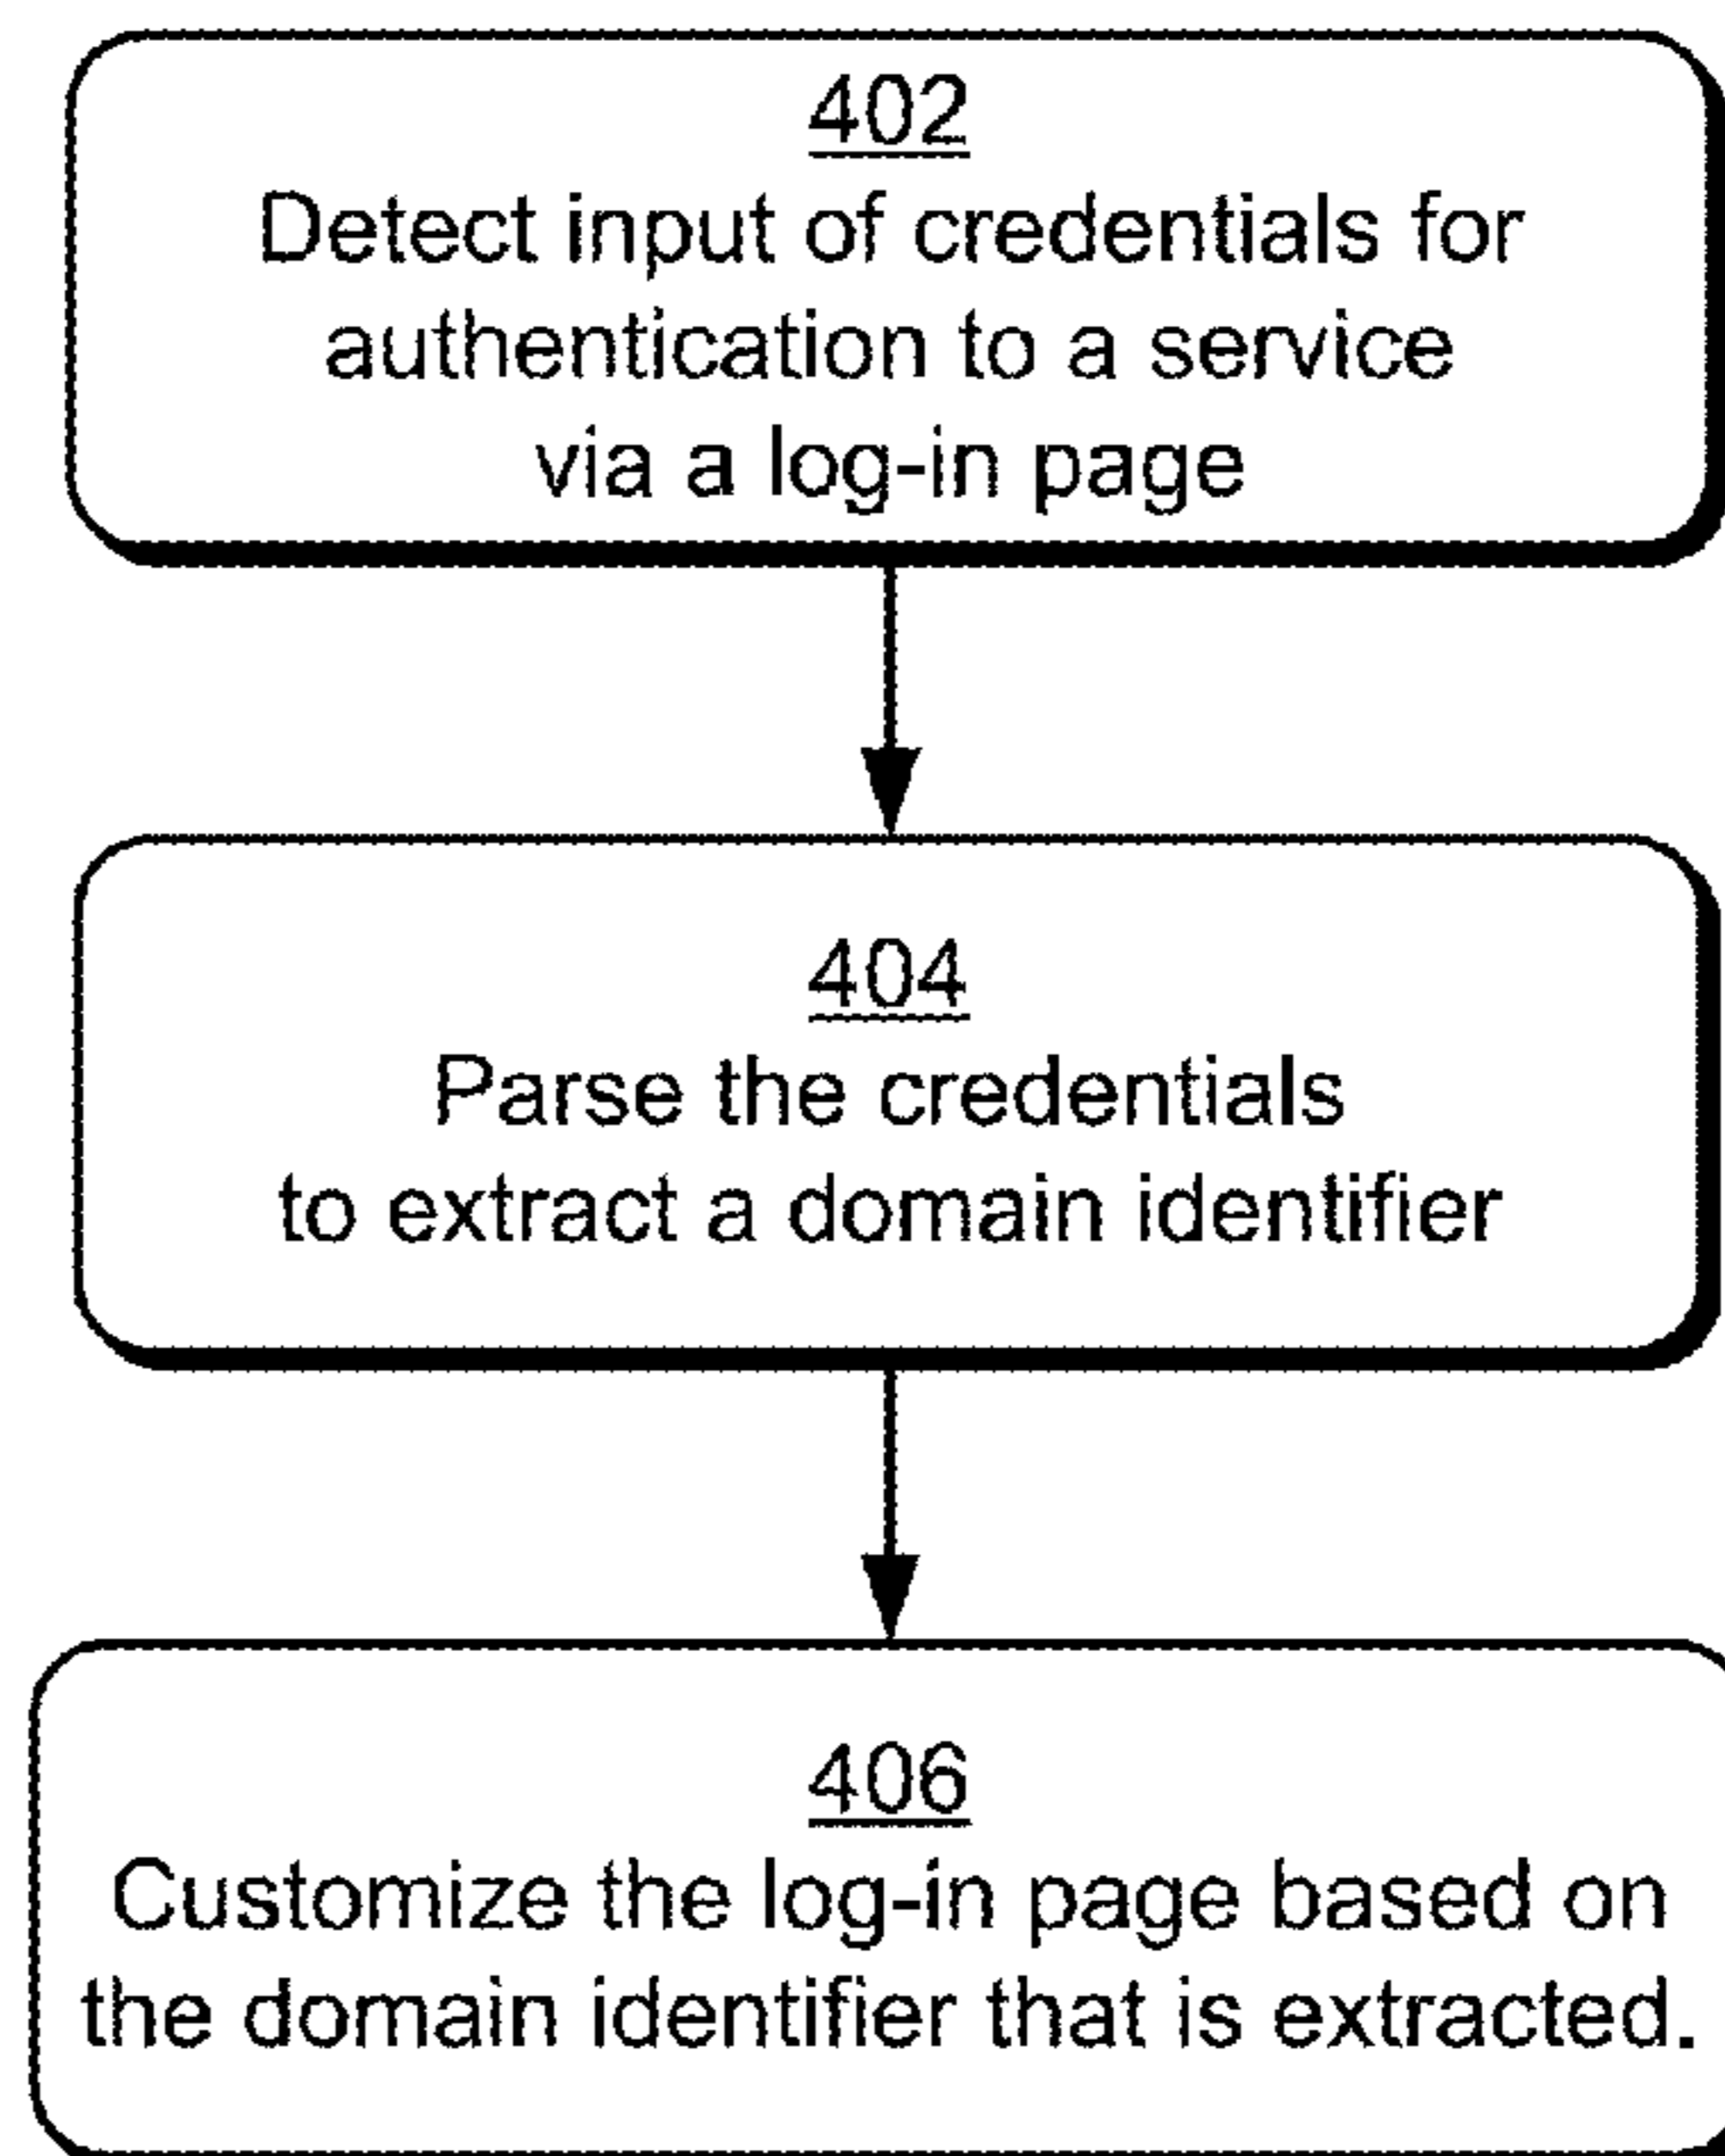 402
Detect input of credentials for
authentication to a service
via a log-in page
404
Parse the credentials
to extract a domain identifier
406
Customize the log-in page based on
the domain identifier that is extracted.